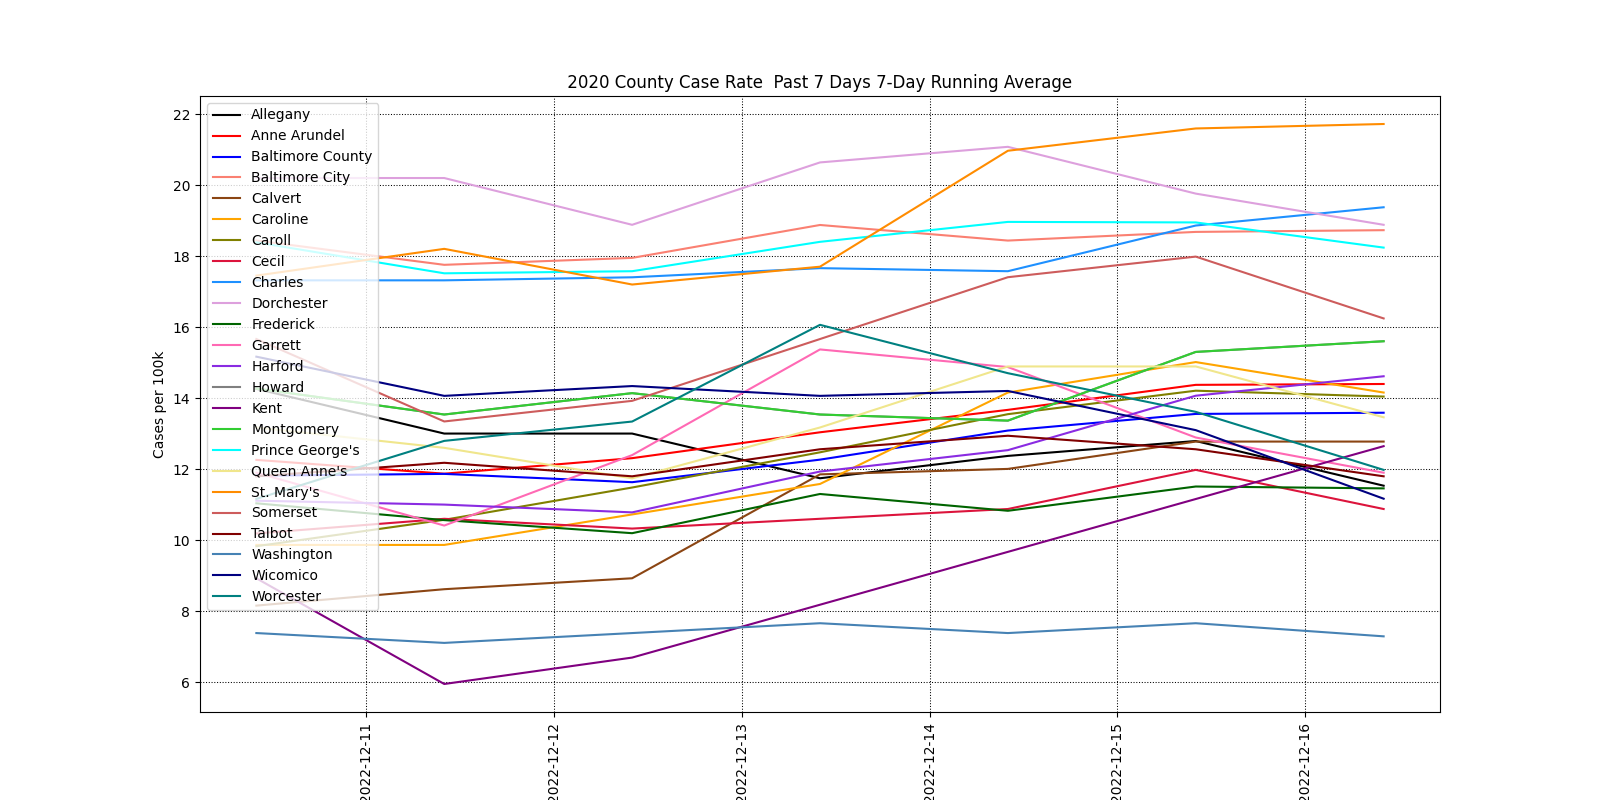 2020 County Case Rate  Past 7 Days 7-Day Running Average
Cases per 100k
22
20
18
16
14
12
10
8
6
Allegany
Anne Arundel
Baltimore County
Baltimore City
Calvert
Caroline
Caroll
Cecil
Charles
Dorchester
Frederick
Garrett
Harford
Howard
Kent
Montgomery
Prince George's
Queen Anne's
St. Mary's
Somerset
Talbot
Washington
Wicomico
Worcester
2022-12-11
2022-12-12
2022-12-13
2022-12-14
2022-12-15
2022-12-16